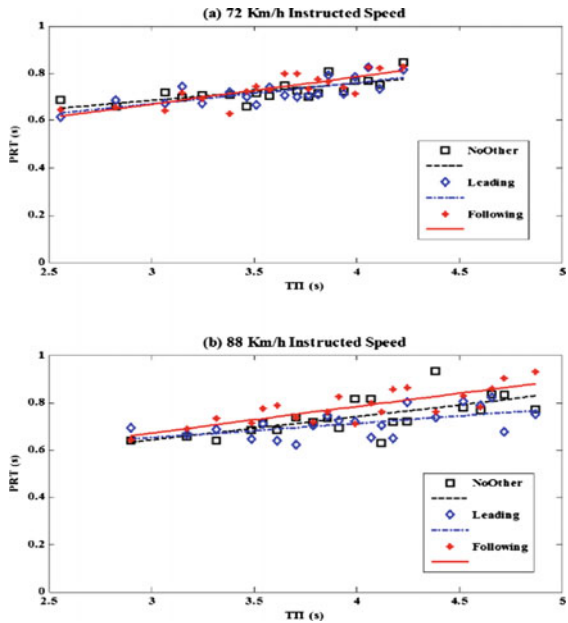 (a) 72 Km/h Instructed Speed
1
0.8
0.6
0.4
0.2
0
PRT (s)
NoOther
Leading
Following
2.5 3 3.5 4 4.5 5
TTI (s)
(b) 88 Km/h Instructed Speed
1
0.8
0.6
0.4
0.2
0
PRT (s)
NoOther
Leading
Following
2.5 3 3.5 4 4.5 5
TTI (s)